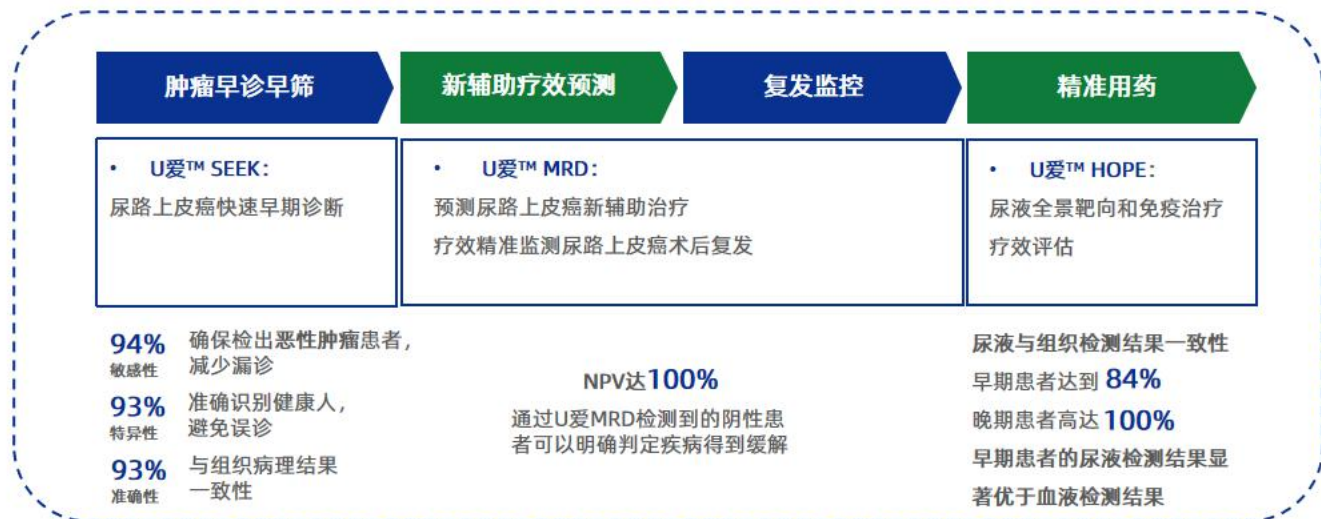 肿瘤早诊早筛
新辅助疗效预测
复发监控
精准用药
• U爱™ SEEK：
尿路上皮癌快速早期诊断
• U爱™ MRD：
预测尿路上皮癌新辅助治疗
疗效精准监测尿路上皮癌术后复发
• U爱™ HOPE：
尿液全景靶向和免疫治疗
疗效评估
94% 确保检出恶性肿瘤患者，
敏感性 减少漏诊
93% 准确识别健康人，
特异性 避免误诊
93% 与组织病理结果
准确性 一致性
NPV达100%
通过U爱MRD检测到的阴性患
者可以明确判定疾病得到缓解
尿液与组织检测结果一致性
早期患者达到 84%
晚期患者高达 100%
早期患者的尿液检测结果显
著优于血液检测结果